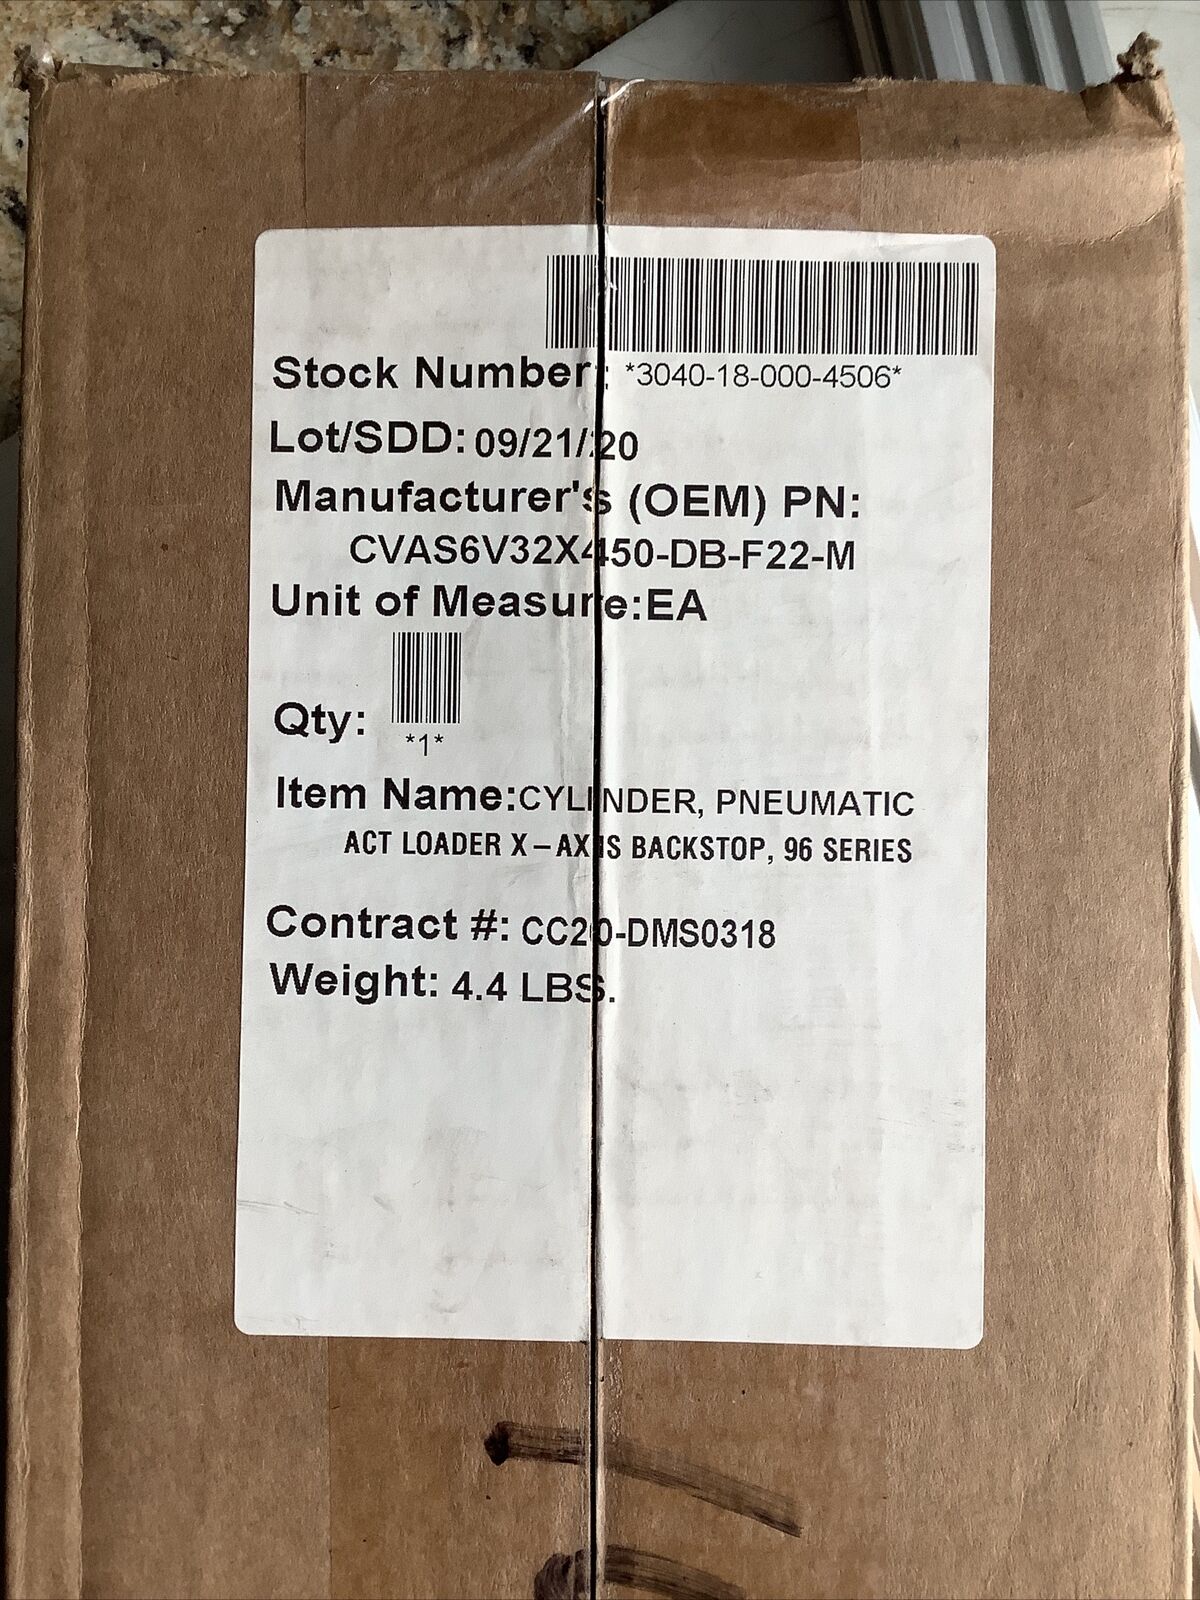 Stock Number: *3040-18-000-4506*
Lot/SDD: 09/21/20
Manufacturer's (OEM) PN:
CVAS6V32X450-DB-F22-M
Unit of Measure:EA
Qty:
*1*
Item Name:CYLINDER, PNEUMATIC
ACT LOADER X-AXIS BACKSTOP, 96 SERIES
Contract #: CC20-DMS0318
Weight: 4.4 LBS.